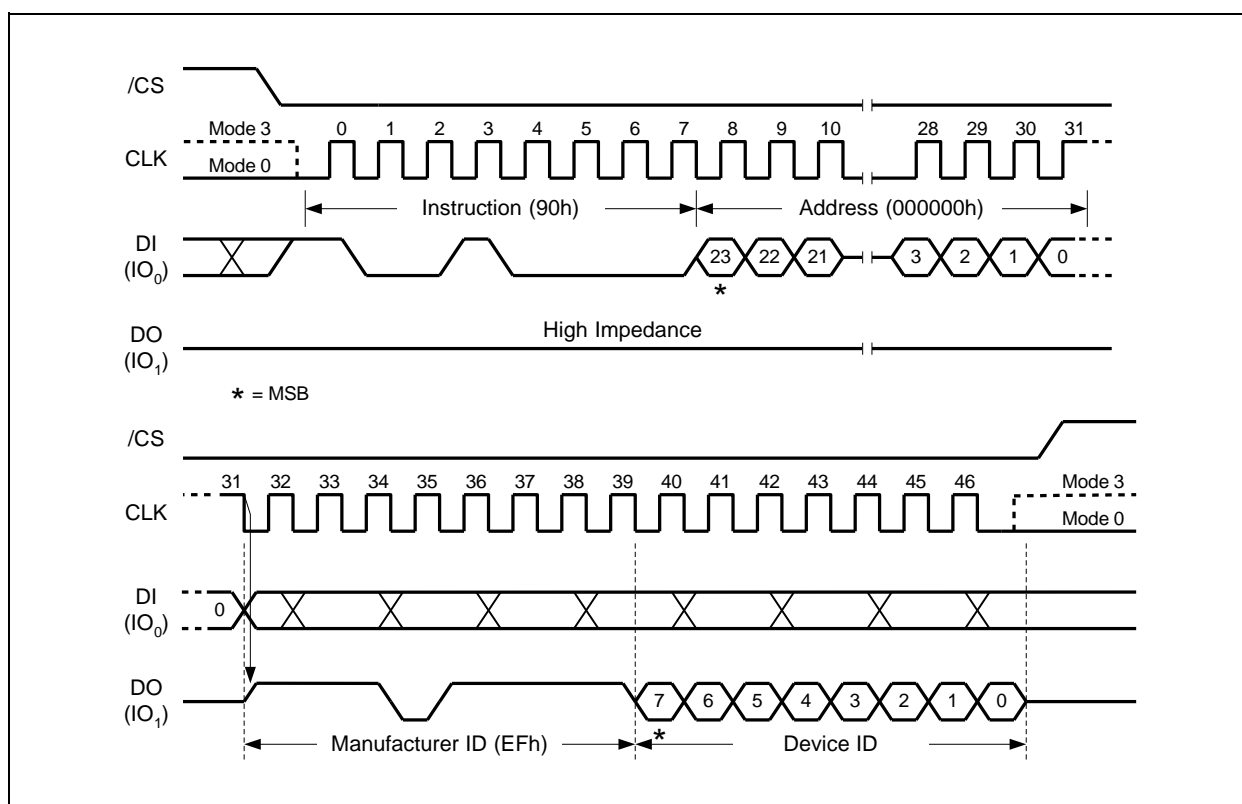 /CS
Mode 3 0 1 2 3 4 5 6 7 8 9 10 28 29 30 31
CLK Mode 0
Instruction (90h) Address (000000h)
DI
(IO0) 23 22 21 3 2 1 0
*
DO High Impedance
(IO1)
* = MSB
/CS
31 32 33 34 35 36 37 38 39 40 41 42 43 44 45 46 Mode 3
CLK Mode 0
DI 0
(IO0)
DO 7 6 5 4 3 2 1 0
(IO1)
*
Manufacturer ID (EFh) Device ID